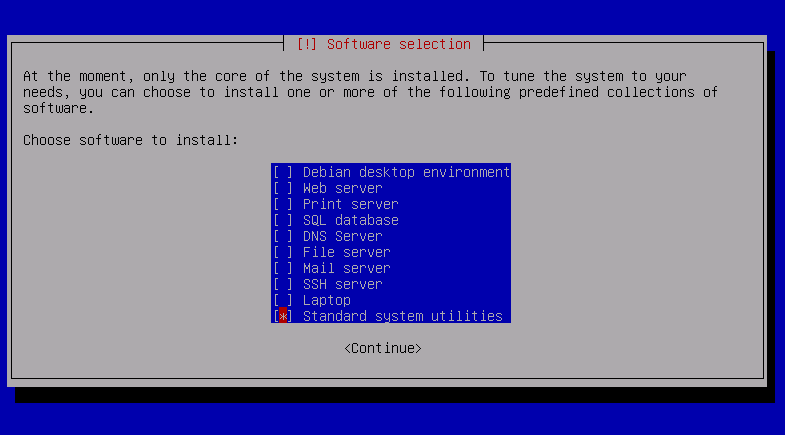 [!] Software selection
At the moment, only the core of the system is installed. To tune the system to your
needs, you can choose to install one or more of the following predefined collections of
software.
Choose software to install:
[ ] Debian desktop environment
[ ] Web server
[ ] Print server
[ ] SQL database
[ ] DNS Server
[ ] File server
[ ] Mail server
[ ] SSH server
[ ] Laptop
[*] Standard system utilities
<Continue>